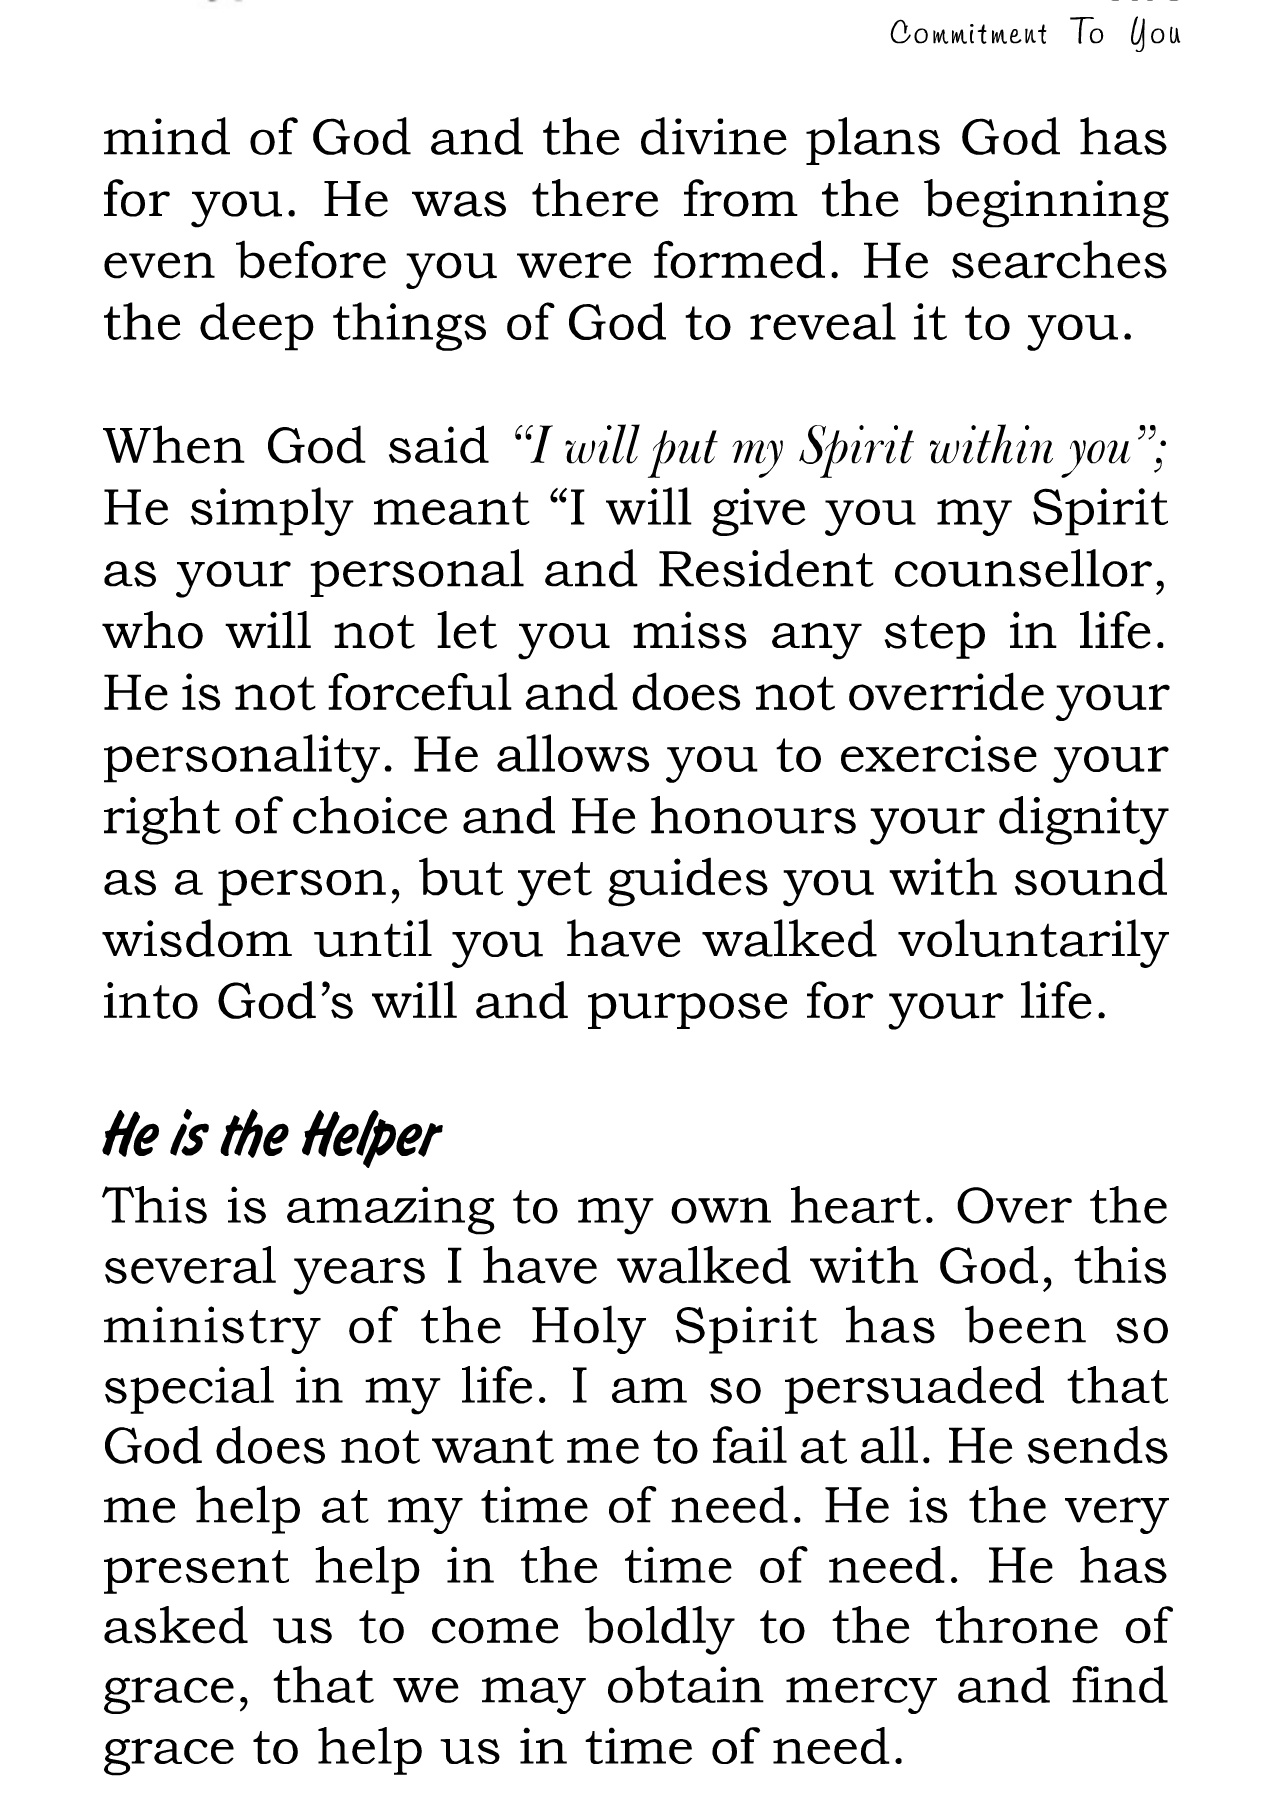 Commitment To You
mind of God and the divine plans God has
for you. He was there from the beginning
even before you were formed. He searches
the deep things of God to reveal it to you.
When God said “I will put my Spirit within you”;
He simply meant “I will give you my Spirit
as your personal and Resident counsellor,
who will not let you miss any step in life.
He is not forceful and does not override your
personality. He allows you to exercise your
right of choice and He honours your dignity
as a person, but yet guides you with sound
wisdom until you have walked voluntarily
into God’s will and purpose for your life.
He is the Helper
This is amazing to my own heart. Over the
several years I have walked with God, this
ministry of the Holy Spirit has been so
special in my life. I am so persuaded that
God does not want me to fail at all. He sends
me help at my time of need. He is the very
present help in the time of need. He has
asked us to come boldly to the throne of
grace, that we may obtain mercy and find
grace to help us in time of need.